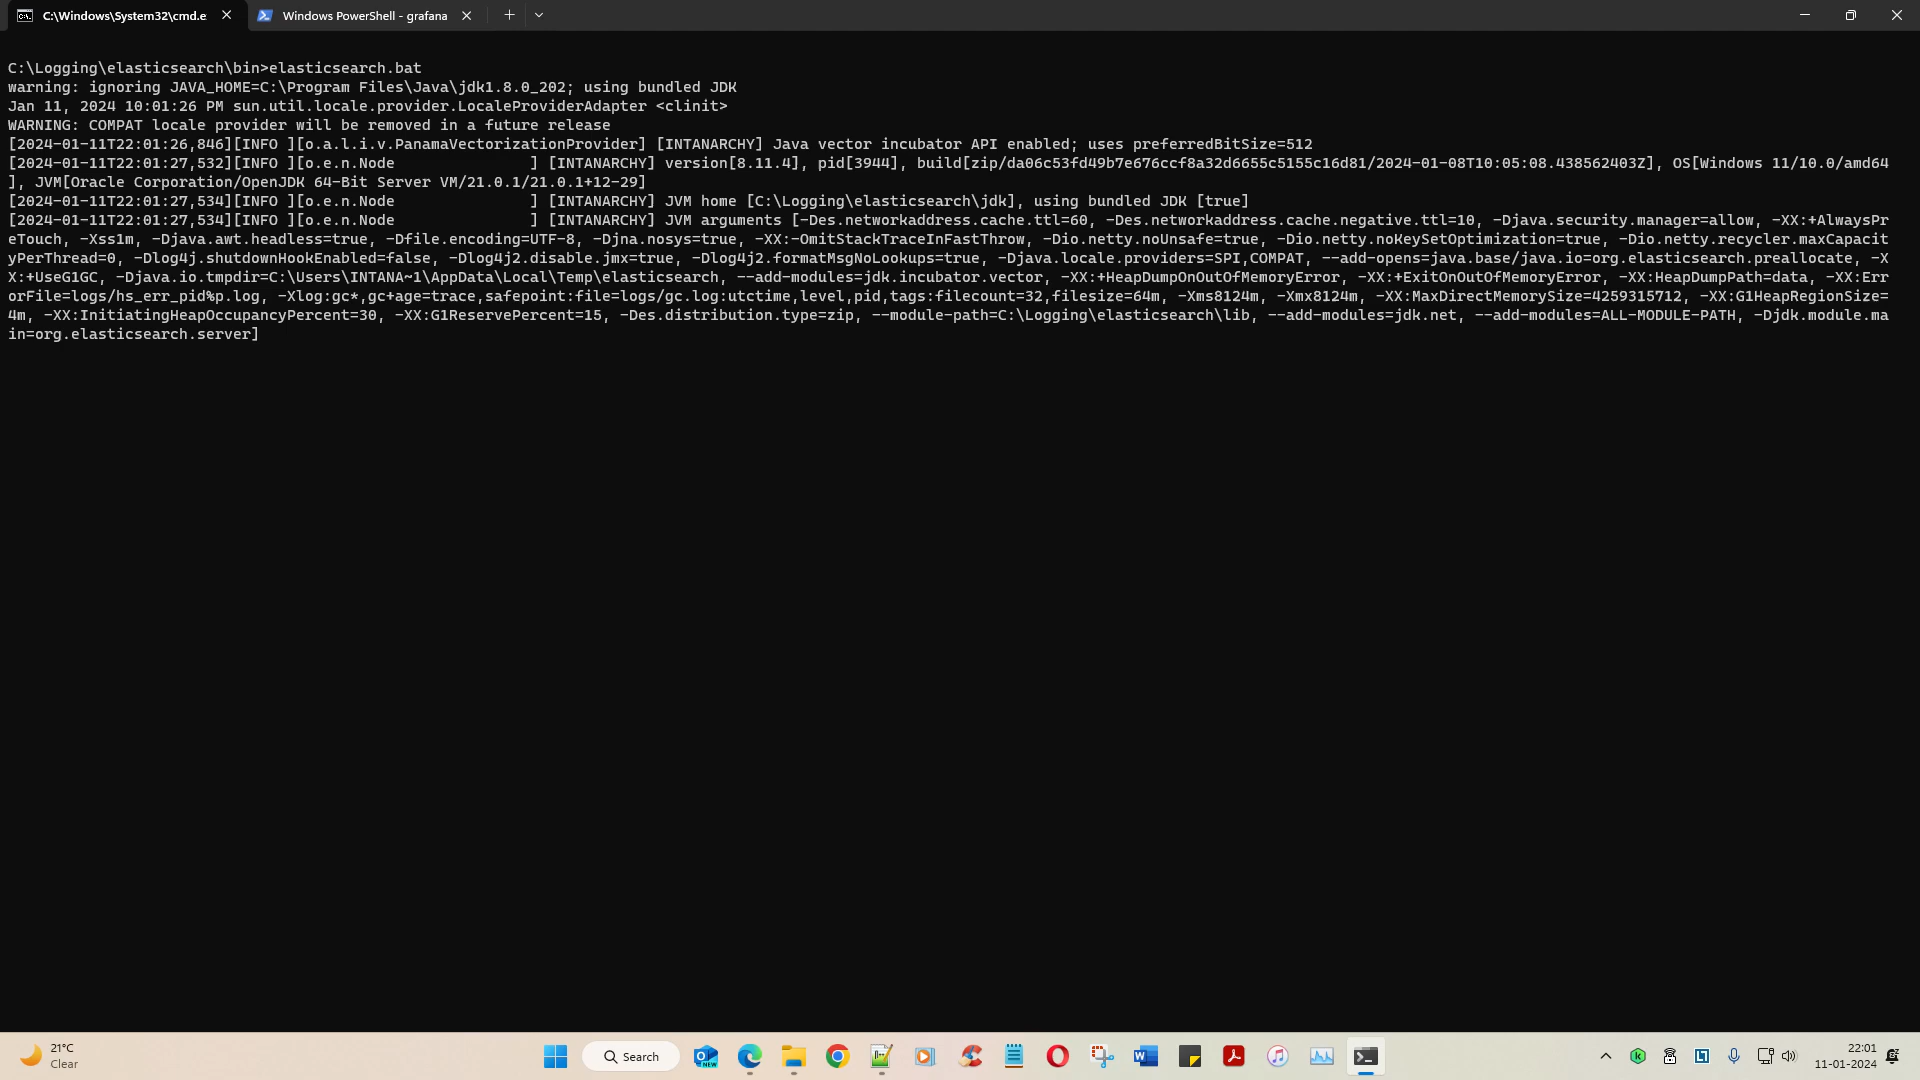 C:\Windows\System32\cmd.e
Windows PowerShell - grafana
C:\Logging\elasticsearch\bin>elasticsearch.bat
warning: ignoring JAVA_HOME=C:\Program Files\Java\jdk1.8.0_202; using bundled JDK
Jan 11, 2024 10:01:26 PM sun.util.locale.provider.LocaleProviderAdapter <clinit>
WARNING: COMPAT locale provider will be removed in a future release
[2024-01-11T22:01:26,846][INFO ][o.a.l.i.v.PanamaVectorizationProvider] [INTANARCHY] Java vector incubator API enabled; uses preferredBitSize=512
[2024-01-11T22:01:27,532][INFO ][o.e.n.Node               ] [INTANARCHY] version[8.11.4], pid[3944], build[zip/da06c53fd49b7e676ccf8a32d6655c5155c16d81/2024-01-08T10:05:08.438562403Z], OS[Windows 11/10.0/amd64
], JVM[Oracle Corporation/OpenJDK 64-Bit Server VM/21.0.1/21.0.1+12-29]
[2024-01-11T22:01:27,534][INFO ][o.e.n.Node               ] [INTANARCHY] JVM home [C:\Logging\elasticsearch\jdk], using bundled JDK [true]
[2024-01-11T22:01:27,534][INFO ][o.e.n.Node               ] [INTANARCHY] JVM arguments [-Des.networkaddress.cache.ttl=60, -Des.networkaddress.cache.negative.ttl=10, -Djava.security.manager=allow, -XX:+AlwaysPr
eTouch, -Xss1m, -Djava.awt.headless=true, -Dfile.encoding=UTF-8, -Djna.nosys=true, -XX:-OmitStackTraceInFastThrow, -Dio.netty.noUnsafe=true, -Dio.netty.noKeySetOptimization=true, -Dio.netty.recycler.maxCapacit
yPerThread=0, -Dlog4j.shutdownHookEnabled=false, -Dlog4j2.disable.jmx=true, -Dlog4j2.formatMsgNoLookups=true, -Djava.locale.providers=SPI,COMPAT, --add-opens=java.base/java.io=org.elasticsearch.preallocate, -X
X:+UseG1GC, -Djava.io.tmpdir=C:\Users\INTANA~1\AppData\Local\Temp\elasticsearch, --add-modules=jdk.incubator.vector, -XX:+HeapDumpOnOutOfMemoryError, -XX:+ExitOnOutOfMemoryError, -XX:HeapDumpPath=data, -XX:Err
orFile=logs/hs_err_pid%p.log, -Xlog:gc*,gc+age=trace,safepoint:file=logs/gc.log:utctime,level,pid,tags:filecount=32,filesize=64m, -Xms8124m, -Xmx8124m, -XX:MaxDirectMemorySize=4259315712, -XX:G1HeapRegionSize=
4m, -XX:InitiatingHeapOccupancyPercent=30, -XX:G1ReservePercent=15, -Des.distribution.type=zip, --module-path=C:\Logging\elasticsearch\lib, --add-modules=jdk.net, --add-modules=ALL-MODULE-PATH, -Djdk.module.ma
in=org.elasticsearch.server]
21°C
Clear
Search
22:01
11-01-2024